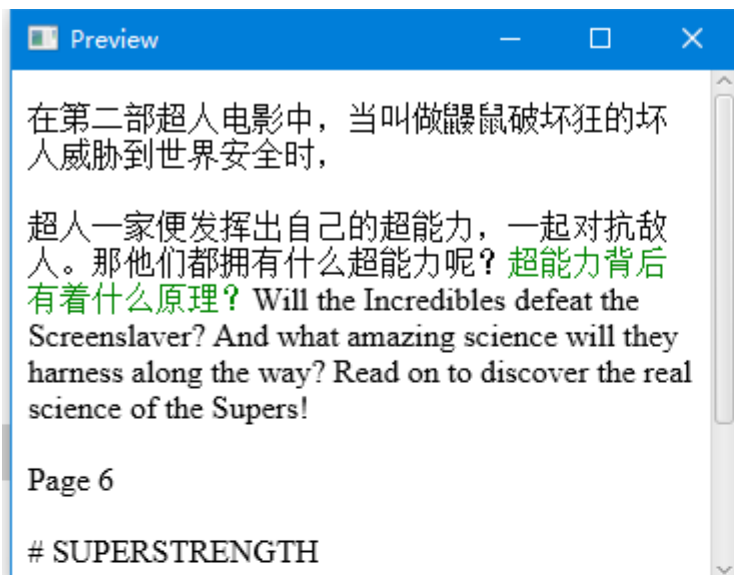 Preview
在第二部超人电影中，当叫做鼹鼠破坏狂的坏
人威胁到世界安全时，
超人一家便发挥出自己的超能力，一起对抗敌
人。那他们都拥有什么超能力呢？超能力背后
有着什么原理？Will the Incredibles defeat the
Screenslaver? And what amazing science will they
harness along the way? Read on to discover the real
science of the Supers!
Page 6
# SUPERSTRENGTH